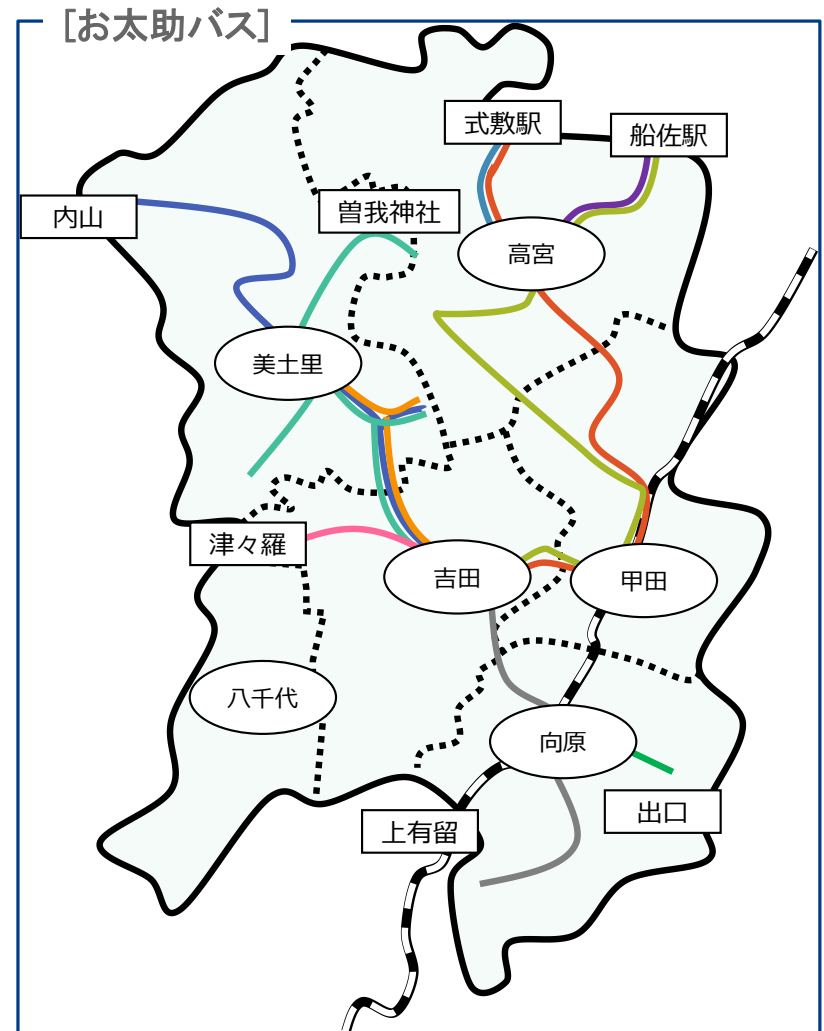 [お太助バス]
式敷駅
船佐駅
内山
曽我神社
高宮
美土里
津々羅
吉田
甲田
八千代
向原
出口
上有留